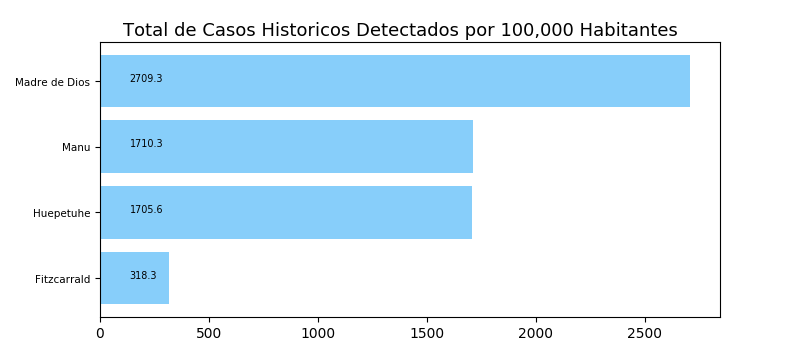 Total de Casos Historicos Detectados por 100,000 Habitantes
Madre de Dios 2709.3
Manu 1710.3
Huepetuhe 1705.6
Fitzcarrald 318.3
0 500 1000 1500 2000 2500